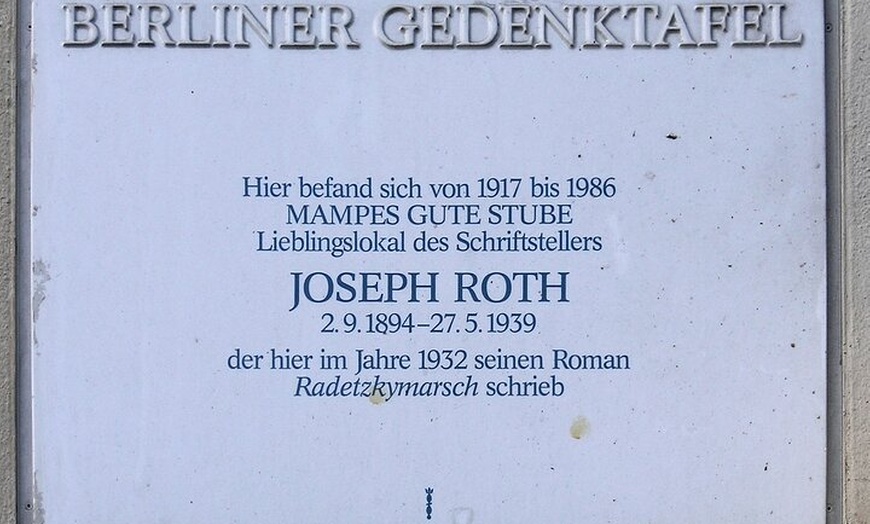 BERLINER GEDENKTAFEL
Hier befand sich von 1917 bis 1986
MAMPES GUTE STUBE
Lieblingslokal des Schriftstellers
JOSEPH ROTH
2.9.1894–27.5.1939
der hier im Jahre 1932 seinen Roman
Radetzkymarsch schrieb